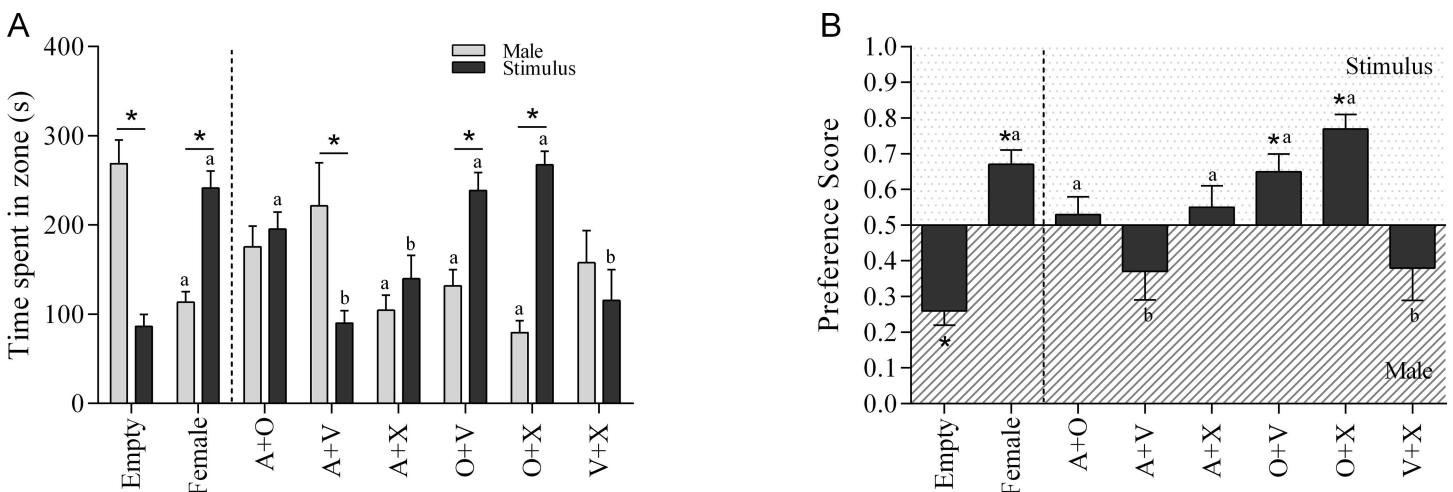 A
Time spent in zone (s)
400
300
200
100
0
Male
Stimulus
*
*
a
a
a
*
b
a
b
*
a
a
*
a
a
b
Empty
Female
A+O
A+V
A+X
O+V
O+X
V+X
B
Preference Score
1.0
0.9
0.8
0.7
0.6
0.5
0.4
0.3
0.2
0.1
0.0
Stimulus
Male
*
*a
a
b
a
*a
*a
b
Empty
Female
A+O
A+V
A+X
O+V
O+X
V+X